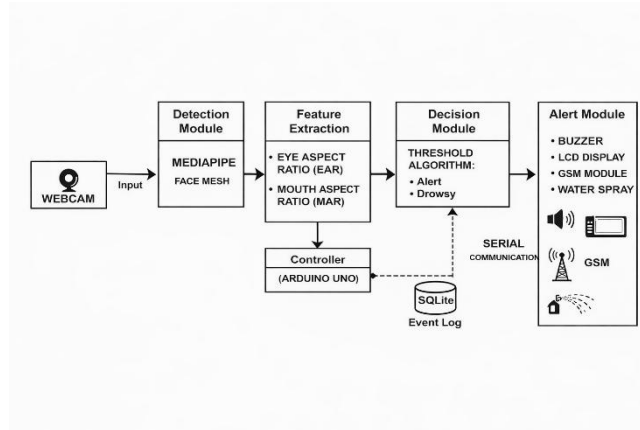 WEBCAM
Input
Detection
Module
MEDIAPIPE
FACE MESH
Feature
Extraction
• EYE ASPECT
RATIO (EAR)
• MOUTH ASPECT
RATIO (MAR)
Controller
(ARDUINO UNO)
Decision
Module
THRESHOLD
ALGORITHM:
• Alert
• Drowsy
SQLite
Event Log
SERIAL
COMMUNICATION
Alert Module
• BUZZER
• LCD DISPLAY
• GSM MODULE
• WATER SPRAY
GSM